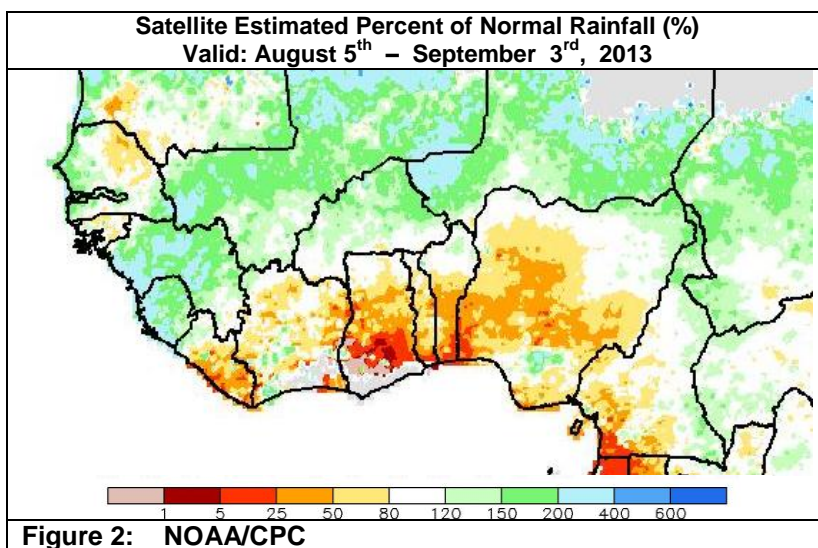 Satellite Estimated Percent of Normal Rainfall (%)
Valid: August 5th – September 3rd, 2013
1 5 25 50 80 120 150 200 400 600
Figure 2: NOAA/CPC